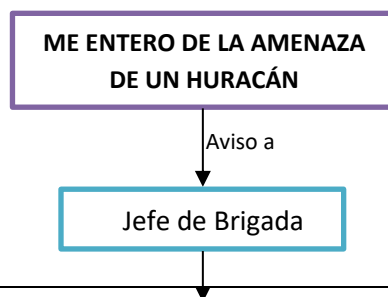 ME ENTERO DE LA AMENAZA
DE UN HURACÁN
Aviso a
Jefe de Brigada